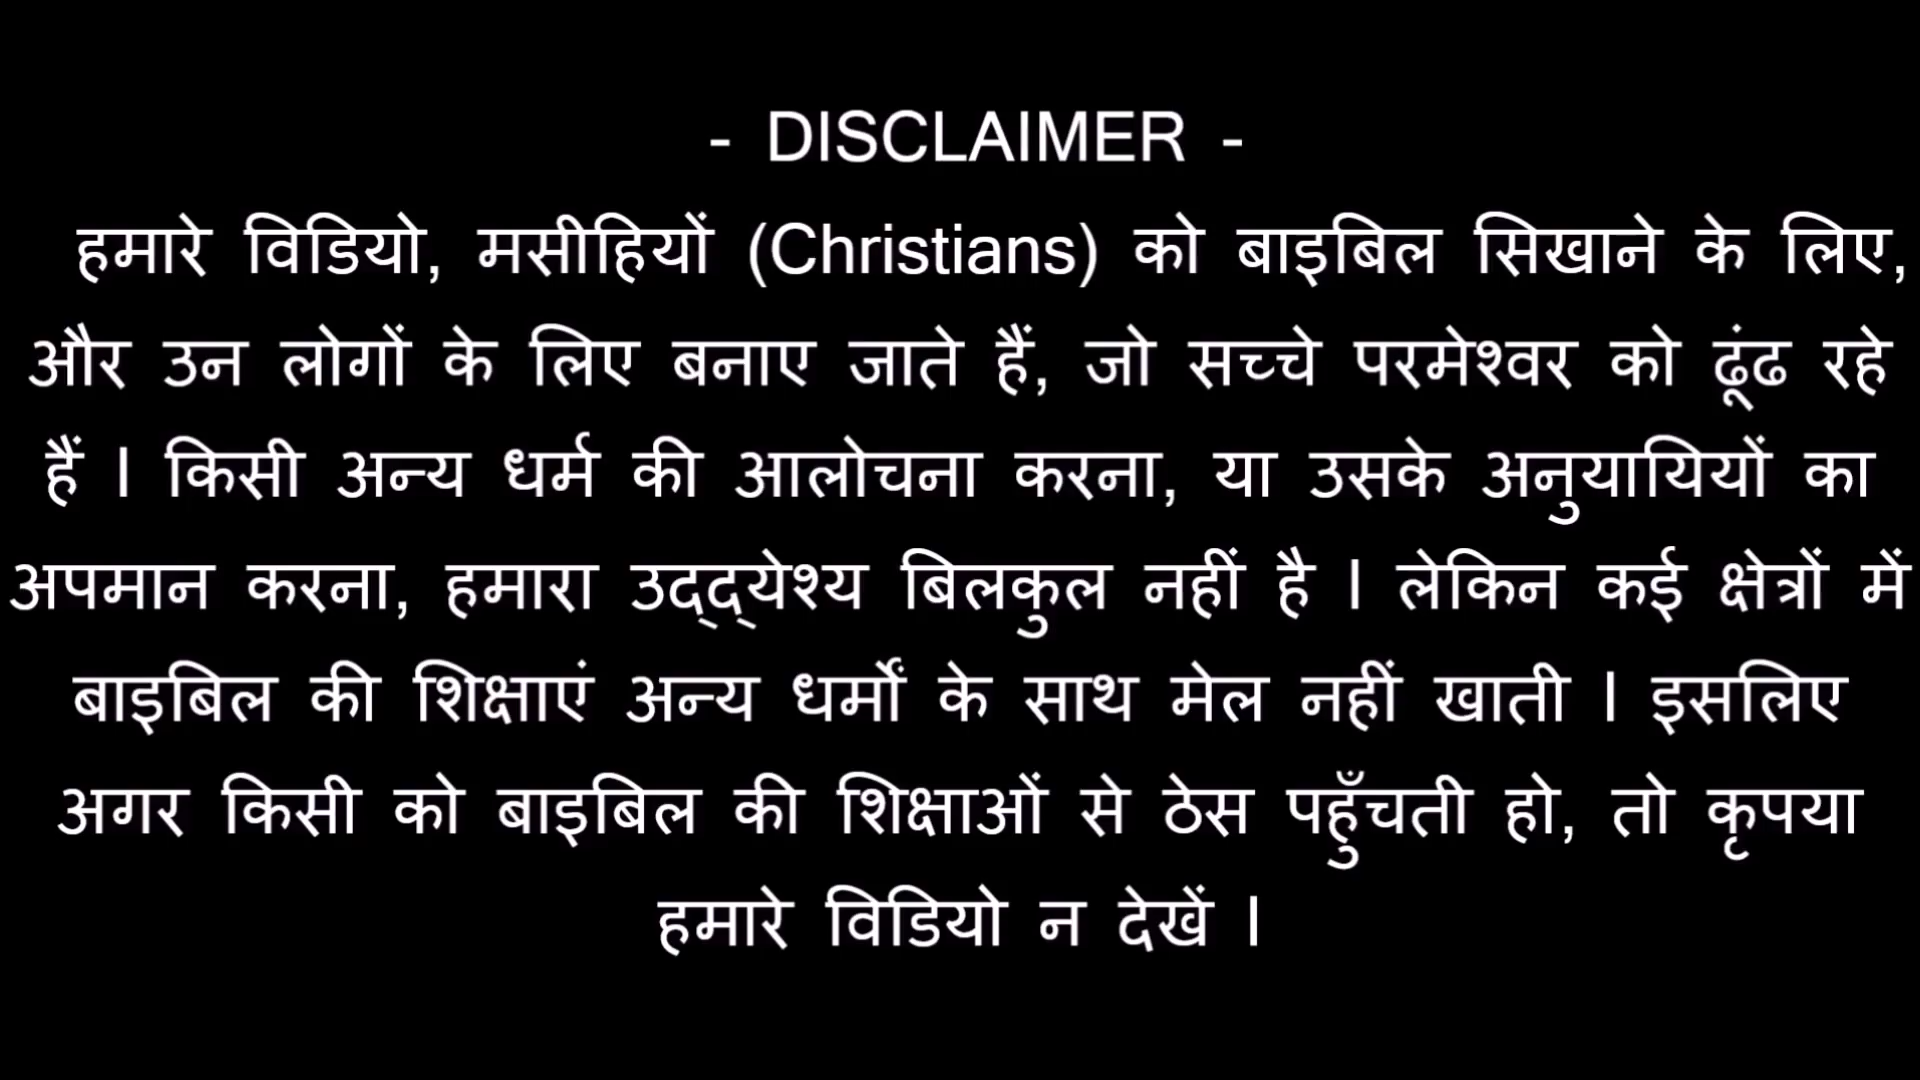 - DISCLAIMER -
हमारे विडियो, मसीहियों (Christians) को बाइबिल सिखाने के लिए,
और उन लोगों के लिए बनाए जाते हैं, जो सच्चे परमेश्वर को ढूंढ रहे
हैं । किसी अन्य धर्म की आलोचना करना, या उसके अनुयायियों का
अपमान करना, हमारा उद्द्येश्य बिलकुल नहीं है । लेकिन कई क्षेत्रों में
बाइबिल की शिक्षाएं अन्य धर्मों के साथ मेल नहीं खाती । इसलिए
अगर किसी को बाइबिल की शिक्षाओं से ठेस पहुँचती हो, तो कृपया
हमारे विडियो न देखें ।